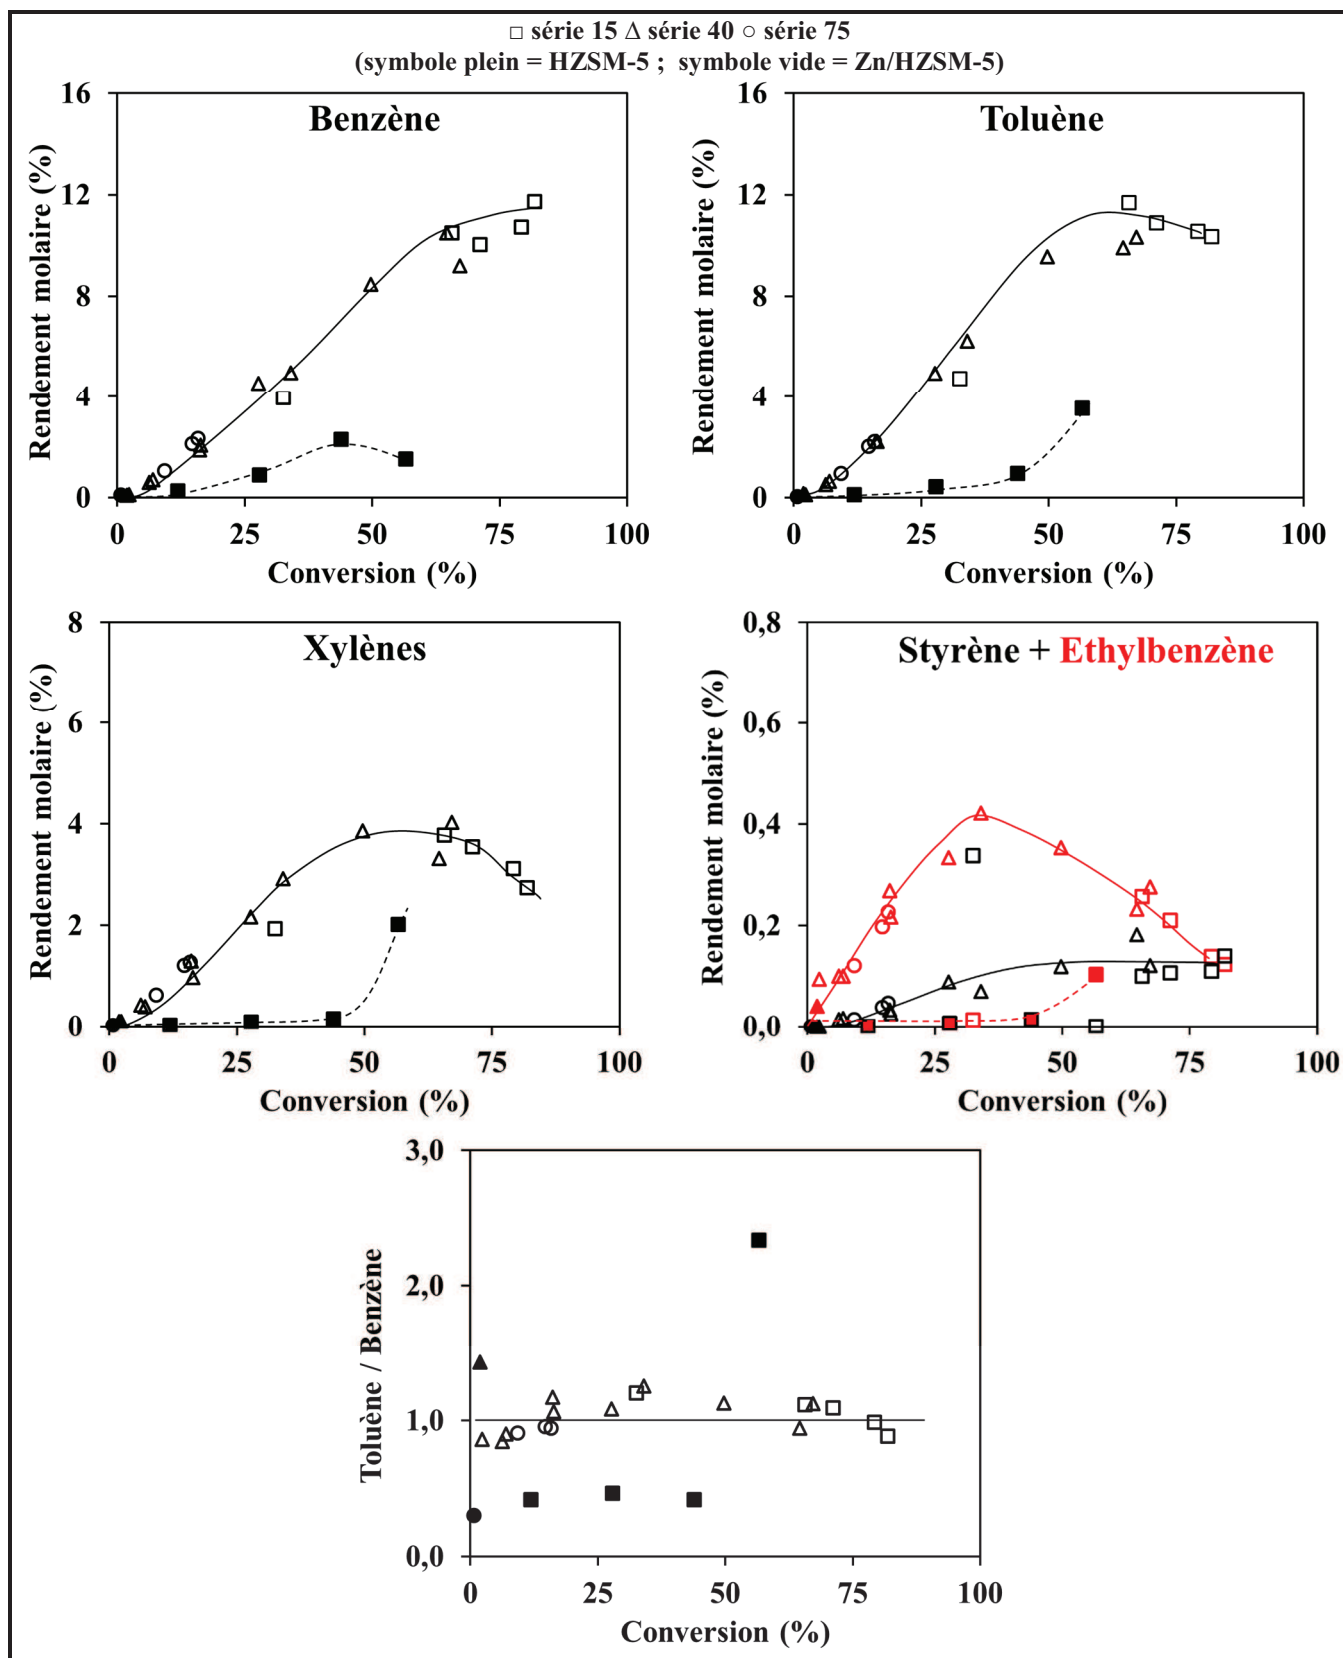 □ série 15 Δ série 40 ○ série 75
(symbole plein = HZSM-5 ; symbole vide = Zn/HZSM-5)
Benzène
Rendement molaire (%)
16
12
8
4
0
0 25 50 75 100
Conversion (%)
Toluène
Rendement molaire (%)
16
12
8
4
0
0 25 50 75 100
Conversion (%)
Xylènes
Rendement molaire (%)
8
6
4
2
0
0 25 50 75 100
Conversion (%)
Styrène + Ethylbenzène
Rendement molaire (%)
0,8
0,6
0,4
0,2
0,0
0 25 50 75 100
Conversion (%)
Toluène / Benzène
3,0
2,0
1,0
0,0
0 25 50 75 100
Conversion (%)